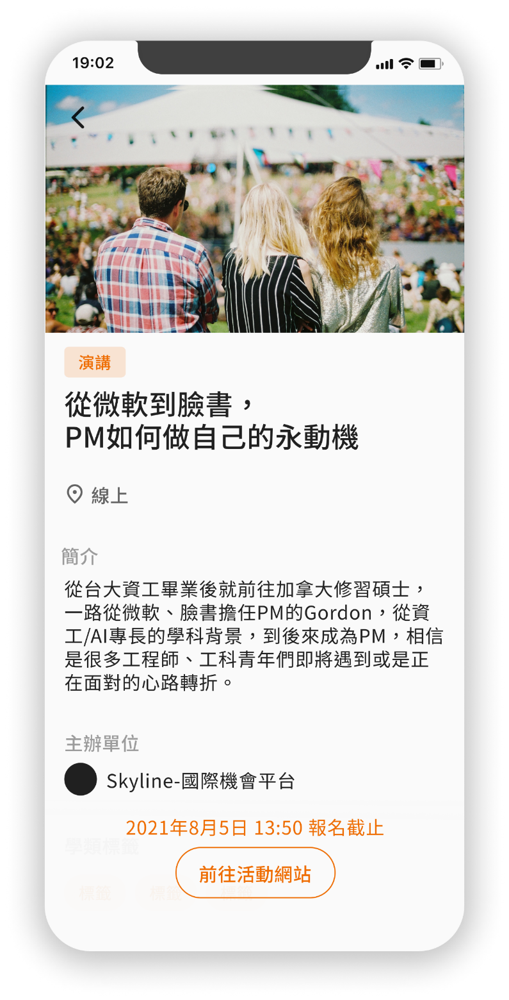 19:02
演講
從微軟到臉書，
PM如何做自己的永動機
線上
簡介
從台大資工畢業後就前往加拿大修習碩士，
一路從微軟、臉書擔任PM的Gordon，從資
工/AI專長的學科背景，到後來成為PM，相信
是很多工程師、工科青年們即將遇到或是正
在面對的心路轉折。
主辦單位
Skyline-國際機會平台
2021年8月5日 13:50 報名截止
學類標籤
前往活動網站
標籤 標籤 標籤